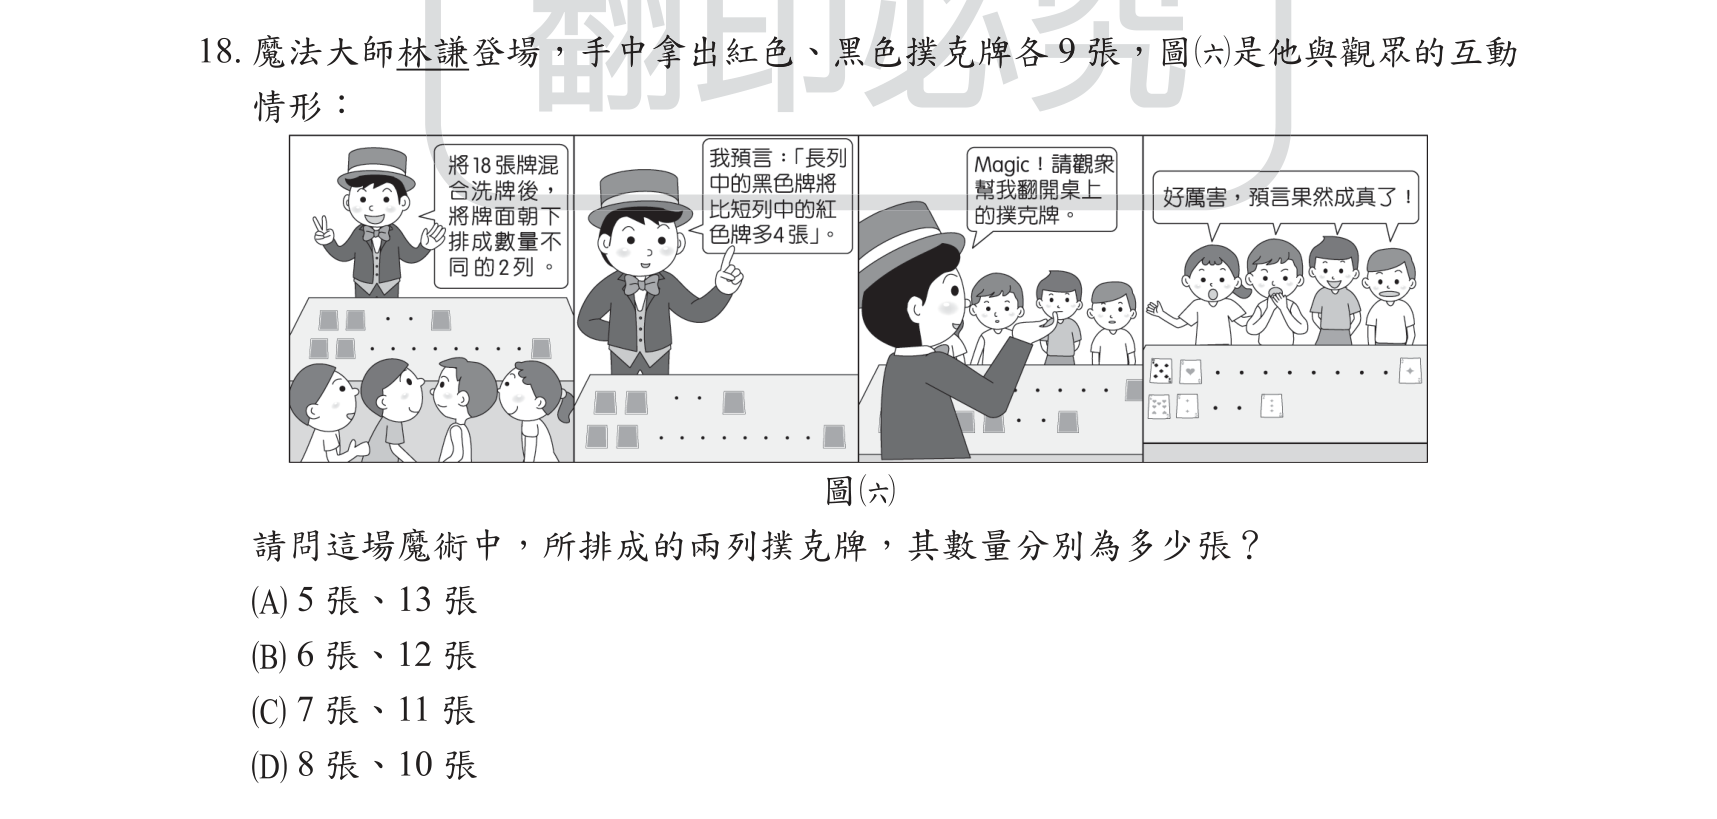 翻印必究
18. 魔法大師林謙登場，手中拿出紅色、黑色撲克牌各 9 張，圖㈥是他與觀眾的互動
情形：
將18張牌混
合洗牌後，
將牌面朝下
排成數量不
同的2列。
我預言：「長列
中的黑色牌將
比短列中的紅
色牌多4張」。
Magic！請觀眾
幫我翻開桌上
的撲克牌。
好厲害，預言果然成真了！
圖㈥
請問這場魔術中，所排成的兩列撲克牌，其數量分別為多少張？
(A) 5 張、13 張
(B) 6 張、12 張
(C) 7 張、11 張
(D) 8 張、10 張